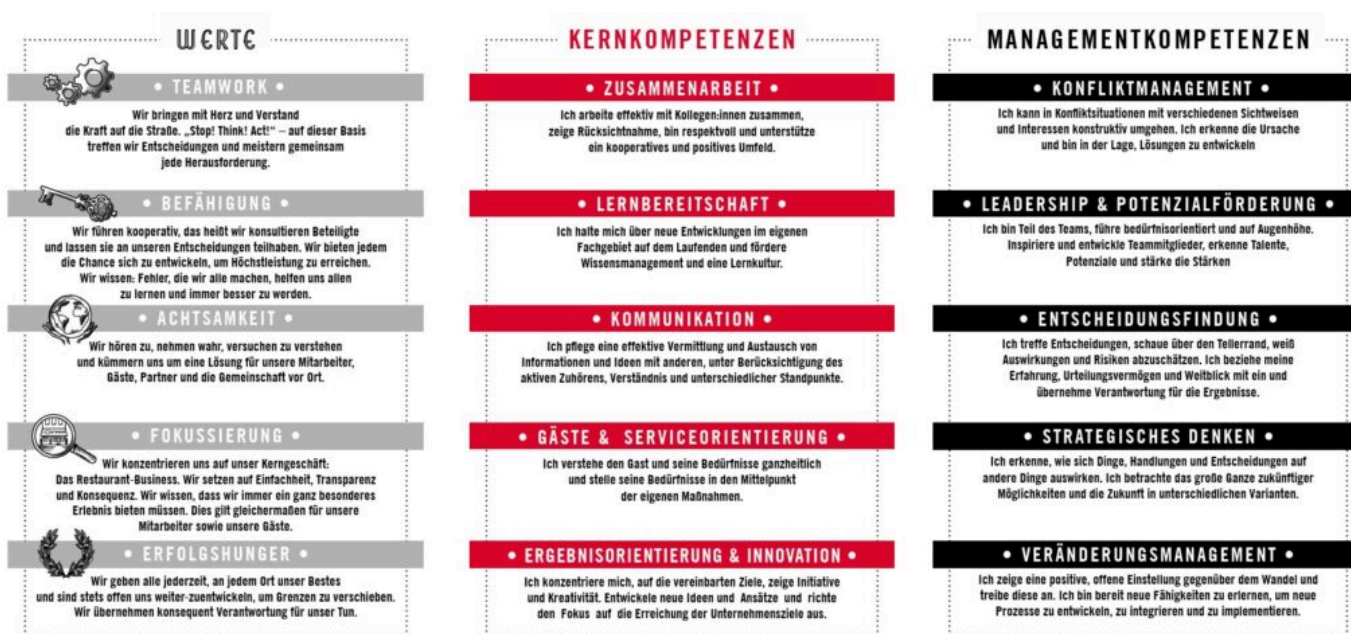 WERTE
• TEAMWORK •
Wir bringen mit Herz und Verstand
die Kraft auf die Straße. „Stop! Think! Act!“ – auf dieser Basis
treffen wir Entscheidungen und meistern gemeinsam
jede Herausforderung.
• BEFÄHIGUNG •
Wir führen kooperativ, das heißt wir konsultieren Beteiligte
und lassen sie an unseren Entscheidungen teilhaben. Wir bieten jedem
die Chance sich zu entwickeln, um Höchstleistung zu erreichen.
Wir wissen: Fehler, die wir alle machen, helfen uns allen
zu lernen und immer besser zu werden.
• ACHTSAMKEIT •
Wir hören zu, nehmen wahr, versuchen zu verstehen
und kümmern uns um eine Lösung für unsere Mitarbeiter,
Gäste, Partner und die Gemeinschaft vor Ort.
• FOKUSSIERUNG •
Wir konzentrieren uns auf unser Kerngeschäft:
Das Restaurant-Business. Wir setzen auf Einfachheit, Transparenz
und Konsequenz. Wir wissen, dass wir immer ein ganz besonderes
Erlebnis bieten müssen. Dies gilt gleichermaßen für unsere
Mitarbeiter sowie unsere Gäste.
• ERFOLGSHUNGER •
Wir geben alle jederzeit, an jedem Ort unser Bestes
und sind stets offen uns weiter-zuentwickeln, um Grenzen zu verschieben.
Wir übernehmen konsequent Verantwortung für unser Tun.
KERNKOMPETENZEN
• ZUSAMMENARBEIT •
Ich arbeite effektiv mit Kollegen:innen zusammen,
zeige Rücksichtnahme, bin respektvoll und unterstütze
ein kooperatives und positives Umfeld.
• LERNBEREITSCHAFT •
Ich halte mich über neue Entwicklungen im eigenen
Fachgebiet auf dem Laufenden und fördere
Wissensmanagement und eine Lernkultur.
• KOMMUNIKATION •
Ich pflege eine effektive Vermittlung und Austausch von
Informationen und Ideen mit anderen, unter Berücksichtigung des
aktiven Zuhörens, Verständnis und unterschiedlicher Standpunkte.
• GÄSTE & SERVICEORIENTIERUNG •
Ich verstehe den Gast und seine Bedürfnisse ganzheitlich
und stelle seine Bedürfnisse in den Mittelpunkt
der eigenen Maßnahmen.
• ERGEBNISORIENTIERUNG & INNOVATION •
Ich konzentriere mich, auf die vereinbarten Ziele, zeige Initiative
und Kreativität. Entwickele neue Ideen und Ansätze und richte
den Fokus auf die Erreichung der Unternehmensziele aus.
MANAGEMENTKOMPETENZEN
• KONFLIKTMANAGEMENT •
Ich kann in Konfliktsituationen mit verschiedenen Sichtweisen
und Interessen konstruktiv umgehen. Ich erkenne die Ursache
und bin in der Lage, Lösungen zu entwickeln
• LEADERSHIP & POTENZIALFÖRDERUNG •
Ich bin Teil des Teams, führe bedürfnisorientiert und auf Augenhöhe.
Inspiriere und entwickle Teammitglieder, erkenne Talente,
Potenziale und stärke die Stärken
• ENTSCHEIDUNGSFINDUNG •
Ich treffe Entscheidungen, schaue über den Tellerrand, weiß
Auswirkungen und Risiken abzuschätzen. Ich beziehe meine
Erfahrung, Urteilungsvermögen und Weitblick mit ein und
übernehme Verantwortung für die Ergebnisse.
• STRATEGISCHES DENKEN •
Ich erkenne, wie sich Dinge, Handlungen und Entscheidungen auf
andere Dinge auswirken. Ich betrachte das große Ganze zukünftiger
Möglichkeiten und die Zukunft in unterschiedlichen Varianten.
• VERÄNDERUNGSMANAGEMENT •
Ich zeige eine positive, offene Einstellung gegenüber dem Wandel und
treibe diese an. Ich bin bereit neue Fähigkeiten zu erlernen, um neue
Prozesse zu entwickeln, zu integrieren und zu implementieren.